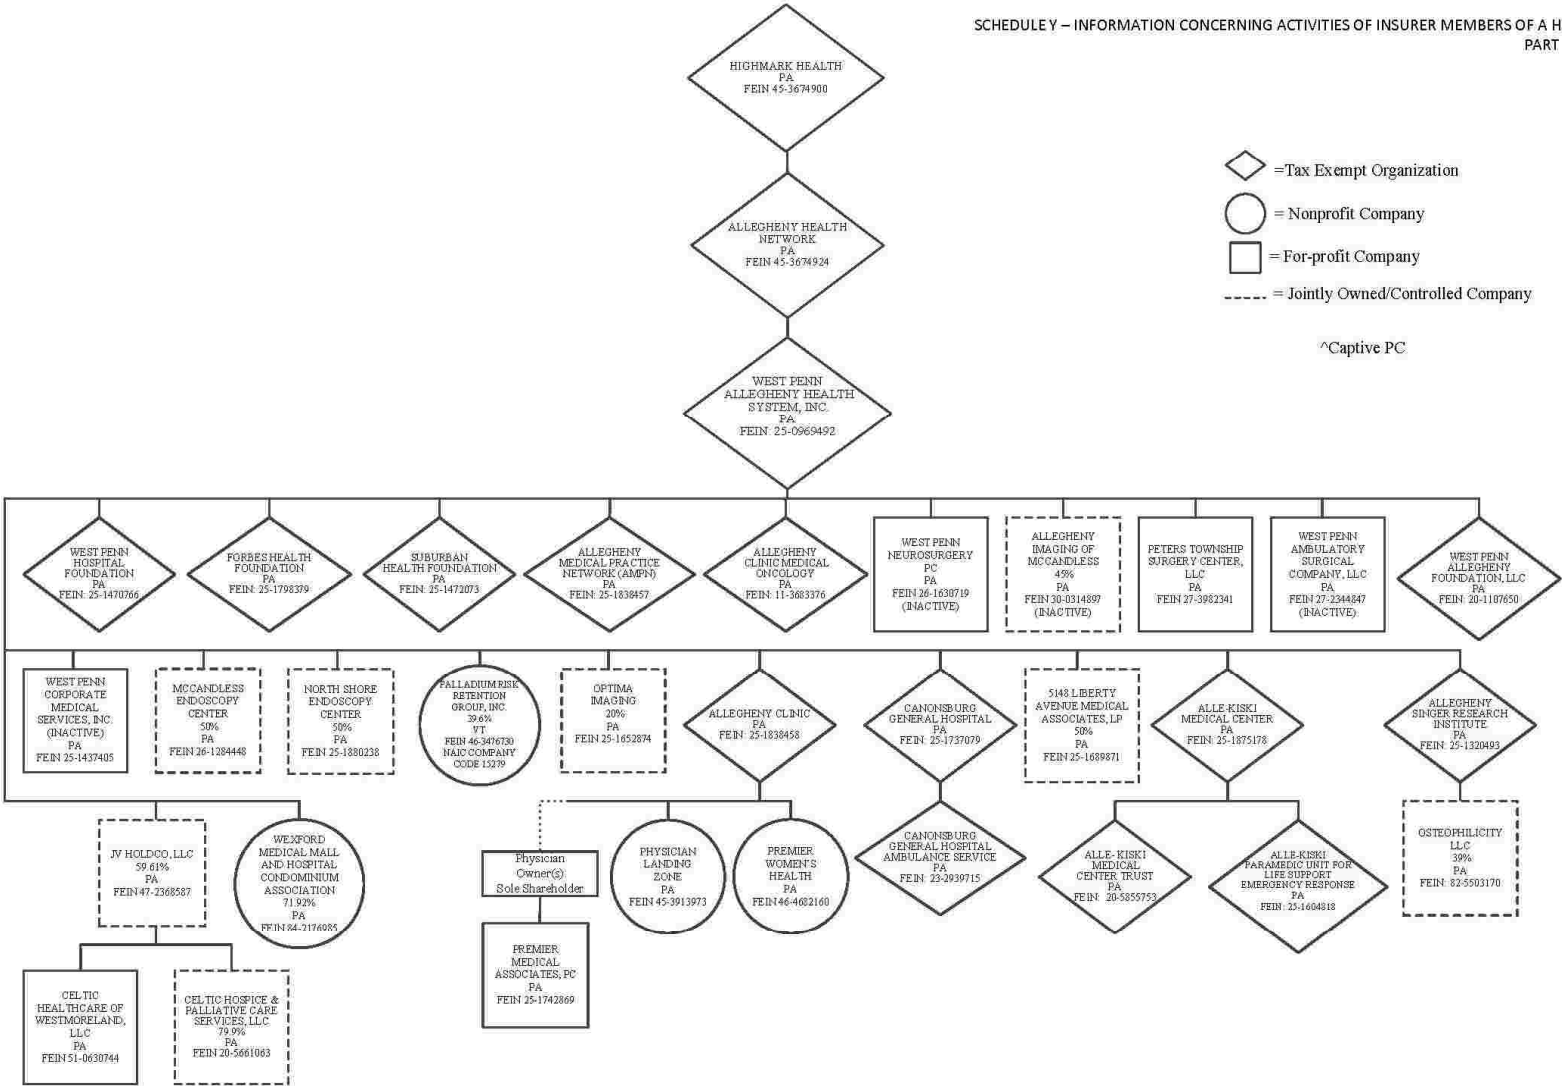 SCHEDULE Y – INFORMATION CONCERNING ACTIVITIES OF INSURER MEMBERS OF A H
PART
HIGHMARK HEALTH
PA
FEIN 45-3674900
=Tax Exempt Organization
= Nonprofit Company
= For-profit Company
= Jointly Owned/Controlled Company
^Captive PC
ALLEGHENY HEALTH
NETWORK
PA
FEIN 45-3674924
WEST PENN
ALLEGHENY HEALTH
SYSTEM, INC.
PA
FEIN: 25-0969492
WEST PENN
HOSPITAL
FOUNDATION
PA
FEIN: 25-1470766
FORBES HEALTH
FOUNDATION
PA
FEIN: 25-1798379
SUBURBAN
HEALTH FOUNDATION
PA
FEIN: 25-1472073
ALLEGHENY
MEDICAL PRACTICE
NETWORK (AMPN)
PA
FEIN: 25-1838457
ALLEGHENY
CLINIC MEDICAL
ONCOLOGY
PA
FEIN: 11-3683376
WEST PENN
NEUROSURGERY
PC
PA
FEIN 26-1630719
(INACTIVE)
ALLEGHENY
IMAGING OF
MCCANDLESS
45%
PA
FEIN 30-0314897
(INACTIVE)
PETERS TOWNSHIP
SURGERY CENTER,
LLC
PA
FEIN 27-3982341
WEST PENN
AMBULATORY
SURGICAL
COMPANY, LLC
PA
FEIN 27-2344847
(INACTIVE)
WEST PENN
ALLEGHENY
FOUNDATION, LLC
PA
FEIN: 20-1107650
WEST PENN
CORPORATE
MEDICAL
SERVICES, INC.
(INACTIVE)
PA
FEIN 25-1437405
MCCANDLESS
ENDOSCOPY
CENTER
50%
PA
FEIN 26-1284448
NORTH SHORE
ENDOSCOPY
CENTER
50%
PA
FEIN 25-1880238
PALLADIUM RISK
RETENTION
GROUP, INC.
39.6%
VT
FEIN 46-3476730
NAIC COMPANY
CODE 15279
OPTIMA
IMAGING
20%
PA
FEIN 25-1652874
ALLEGHENY CLINIC
PA
FEIN: 25-1838458
CANONSBURG
GENERAL HOSPITAL
PA
FEIN: 25-1737079
5148 LIBERTY
AVENUE MEDICAL
ASSOCIATES, LP
50%
PA
FEIN 25-1689871
ALLE-KISKI
MEDICAL CENTER
PA
FEIN: 25-1875178
ALLEGHENY
SINGER RESEARCH
INSTITUTE
PA
FEIN: 25-1320493
JV HOLDCO, LLC
59.61%
PA
FEIN 47-2368587
WEXFORD
MEDICAL MALL
AND HOSPITAL
CONDOMINIUM
ASSOCIATION
71.92%
PA
FEIN 84-2176985
Physician
Owner(s):
Sole Shareholder
PHYSICIAN
LANDING
ZONE
PA
FEIN 45-3913973
PREMIER
WOMEN'S
HEALTH
PA
FEIN 46-4682160
CANONSBURG
GENERAL HOSPITAL
AMBULANCE SERVICE
PA
FEIN: 23-2939715
ALLE- KISKI
MEDICAL
CENTER TRUST
PA
FEIN: 20-5855753
ALLE-KISKI
PARAMEDIC UNIT FOR
LIFE SUPPORT
EMERGENCY RESPONSE
PA
FEIN: 25-1604818
OSTEOPHILICITY
LLC
39%
PA
FEIN: 82-5503170
CELTIC
HEALTHCARE OF
WESTMORELAND,
LLC
PA
FEIN 51-0630744
CELTIC HOSPICE &
PALLIATIVE CARE
SERVICES, LLC
79.9%
PA
FEIN 20-5661063
PREMIER
MEDICAL
ASSOCIATES, PC
PA
FEIN 25-1742869